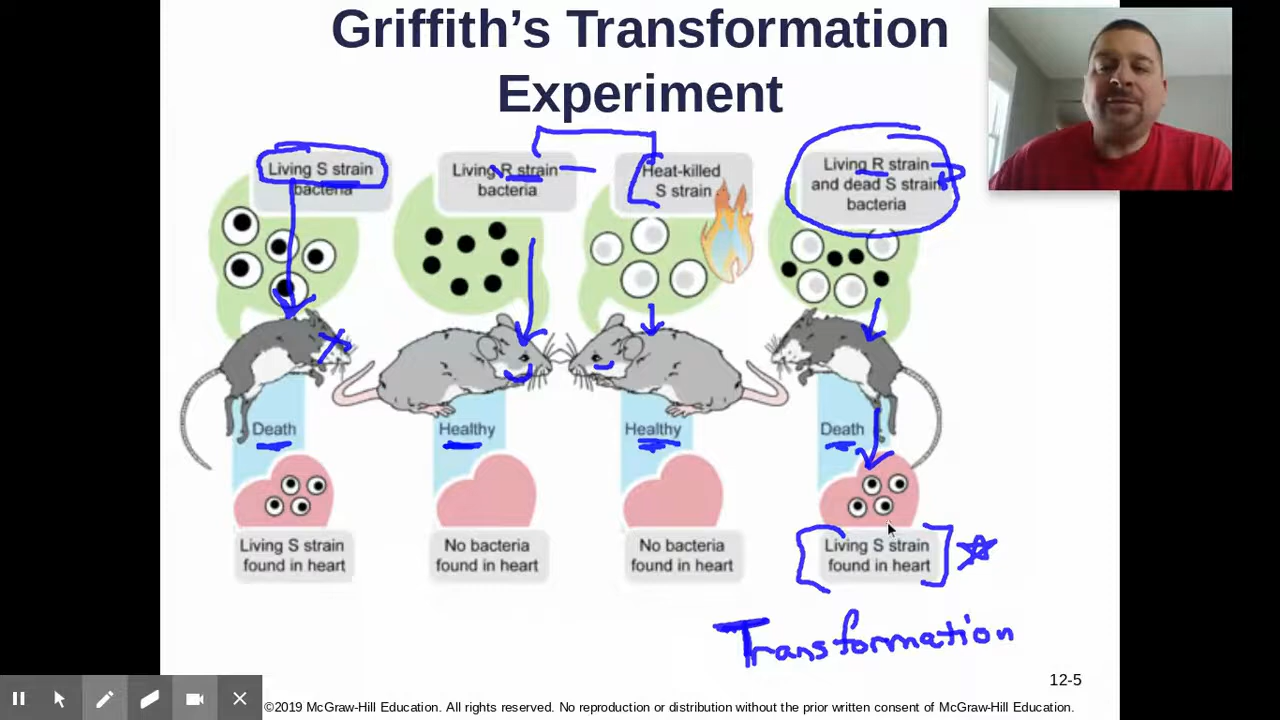 Griffith's Transformation
Experiment
Living S strain
bacteria
Living R strain
bacteria
Heat-killed
S strain
Living R strain
and dead S strain
bacteria
Death
Healthy
Healthy
Death
Living S strain
found in heart
No bacteria
found in heart
No bacteria
found in heart
Living S strain
found in heart
Transformation
12-5
©2019 McGraw-Hill Education. All rights reserved. No reproduction or distribution without the prior written consent of McGraw-Hill Education.